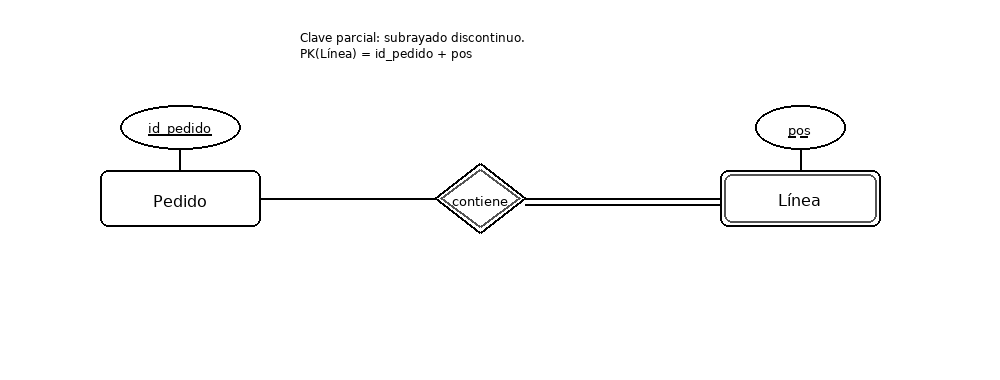 Clave parcial: subrayado discontinuo.
PK(Línea) = id_pedido + pos
id_pedido
pos
Pedido
contiene
Línea